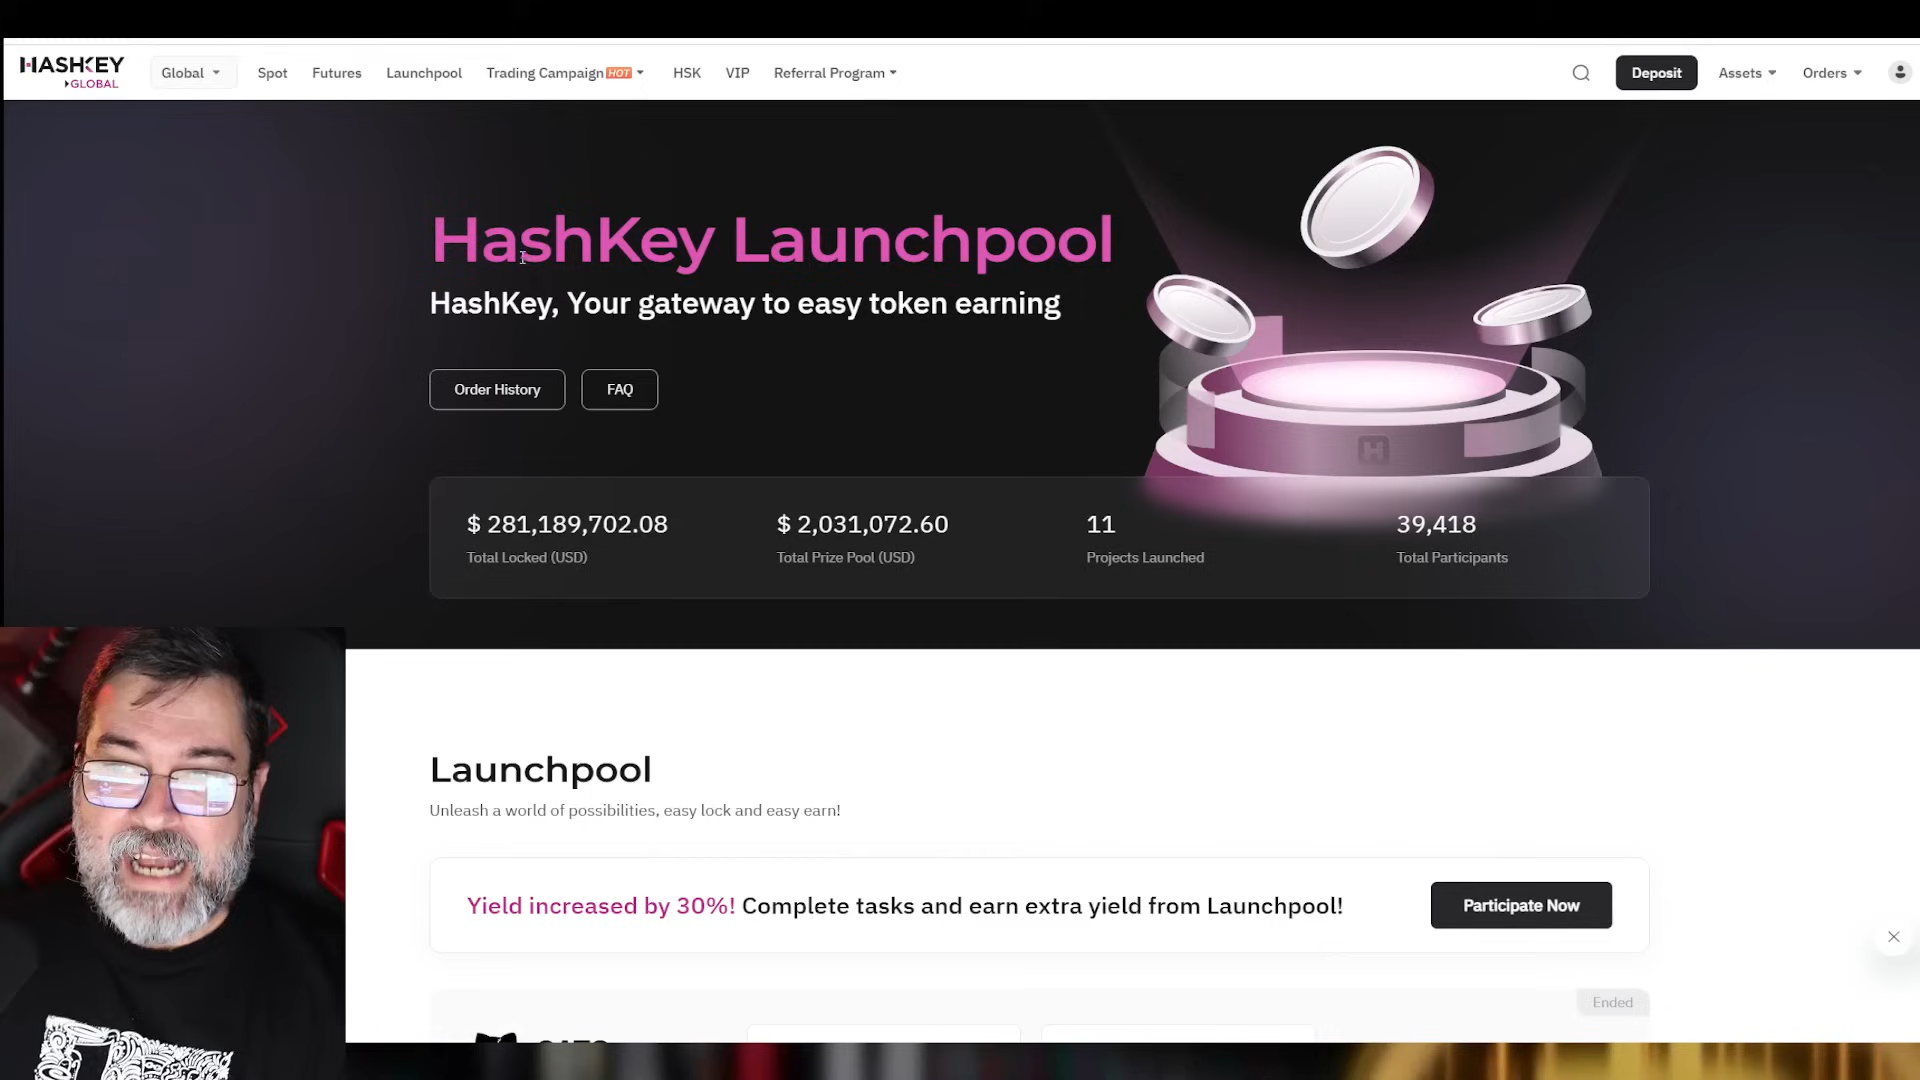 HASHKEY
GLOBAL
Global
Spot
Futures
Launchpool
Trading Campaign HOT
HSK
VIP
Referral Program
Deposit
Assets
Orders
HashKey Launchpool
HashKey, Your gateway to easy token earning
Order History
FAQ
$ 281,189,702.08
Total Locked (USD)
$ 2,031,072.60
Total Prize Pool (USD)
11
Projects Launched
39,418
Total Participants
Launchpool
Unleash a world of possibilities, easy lock and easy earn!
Yield increased by 30%! Complete tasks and earn extra yield from Launchpool!
Participate Now
Ended